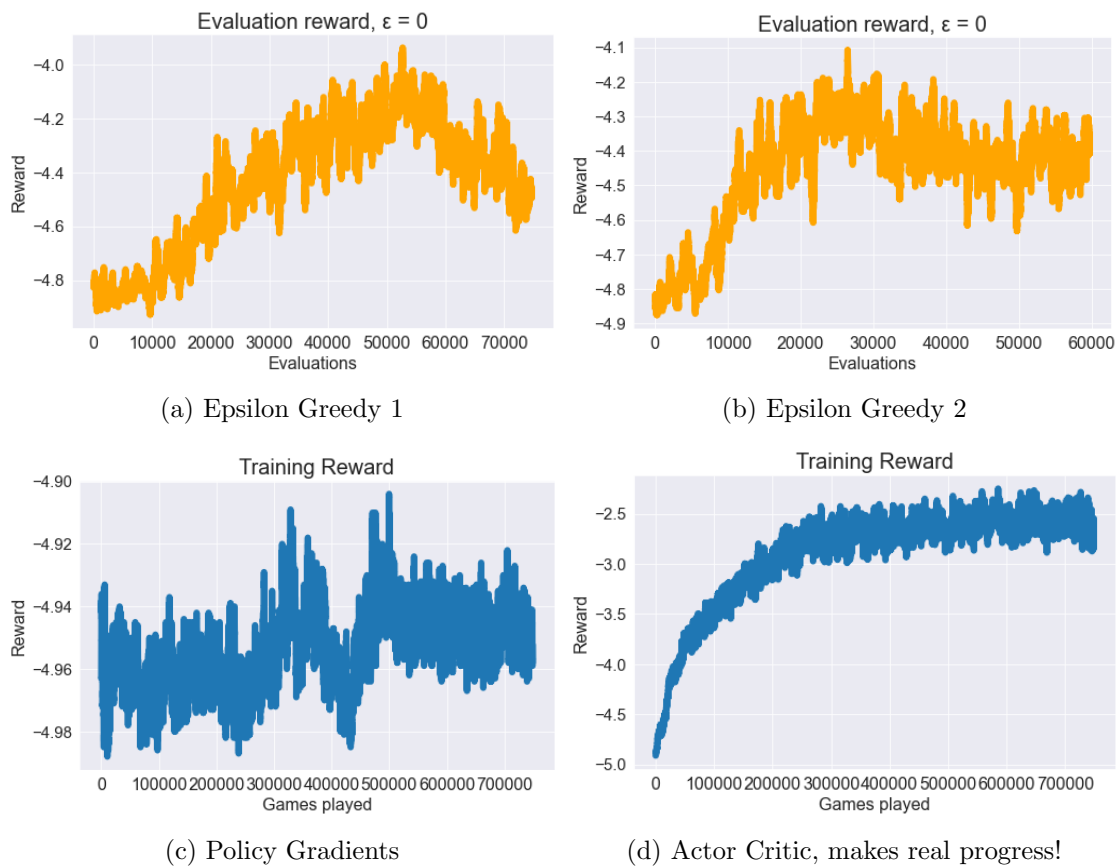 Evaluation reward, ε = 0
−4.0
−4.2
−4.4
−4.6
−4.8
Reward
0 10000 20000 30000 40000 50000 60000 70000
Evaluations
(a) Epsilon Greedy 1
Evaluation reward, ε = 0
−4.1
−4.2
−4.3
−4.4
−4.5
−4.6
−4.7
−4.8
−4.9
Reward
0 10000 20000 30000 40000 50000 60000
Evaluations
(b) Epsilon Greedy 2
Training Reward
−4.90
−4.92
−4.94
−4.96
−4.98
Reward
0 100000 200000 300000 400000 500000 600000 700000
Games played
(c) Policy Gradients
Training Reward
−2.5
−3.0
−3.5
−4.0
−4.5
−5.0
Reward
0 100000 200000 300000 400000 500000 600000 700000
Games played
(d) Actor Critic, makes real progress!